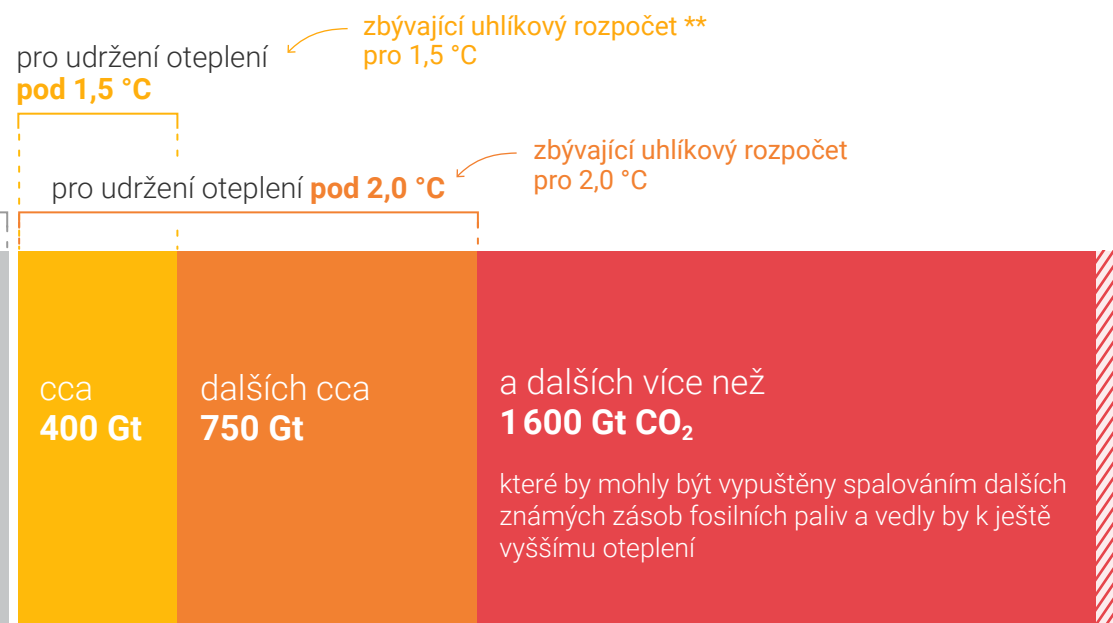 zbývající uhlíkový rozpočet **
pro 1,5 °C
pro udržení oteplení
pod 1,5 °C
zbývající uhlíkový rozpočet
pro 2,0 °C
pro udržení oteplení pod 2,0 °C
cca
400 Gt
dalších cca
750 Gt
a dalších více než
1 600 Gt CO₂
které by mohly být vypuštěny spalováním dalších
známých zásob fosilních paliv a vedly by k ještě
vyššímu oteplení